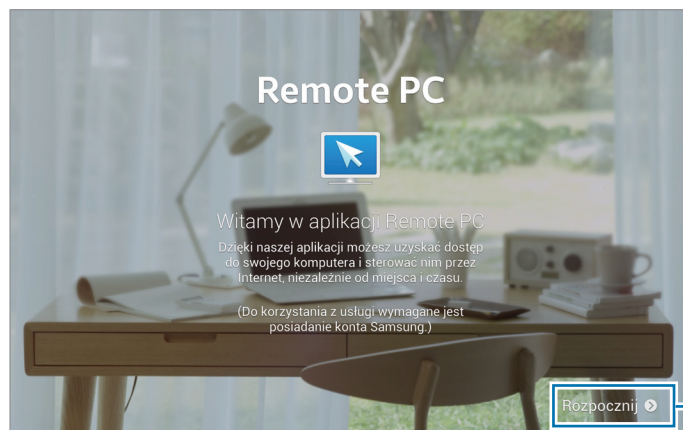 Remote PC
Witamy w aplikacji Remote PC
Dzięki naszej aplikacji możesz uzyskać dostęp
do swojego komputera i sterować nim przez
Internet, niezależnie od miejsca i czasu.
(Do korzystania z usługi wymagane jest
posiadanie konta Samsung.)
Rozpocznij